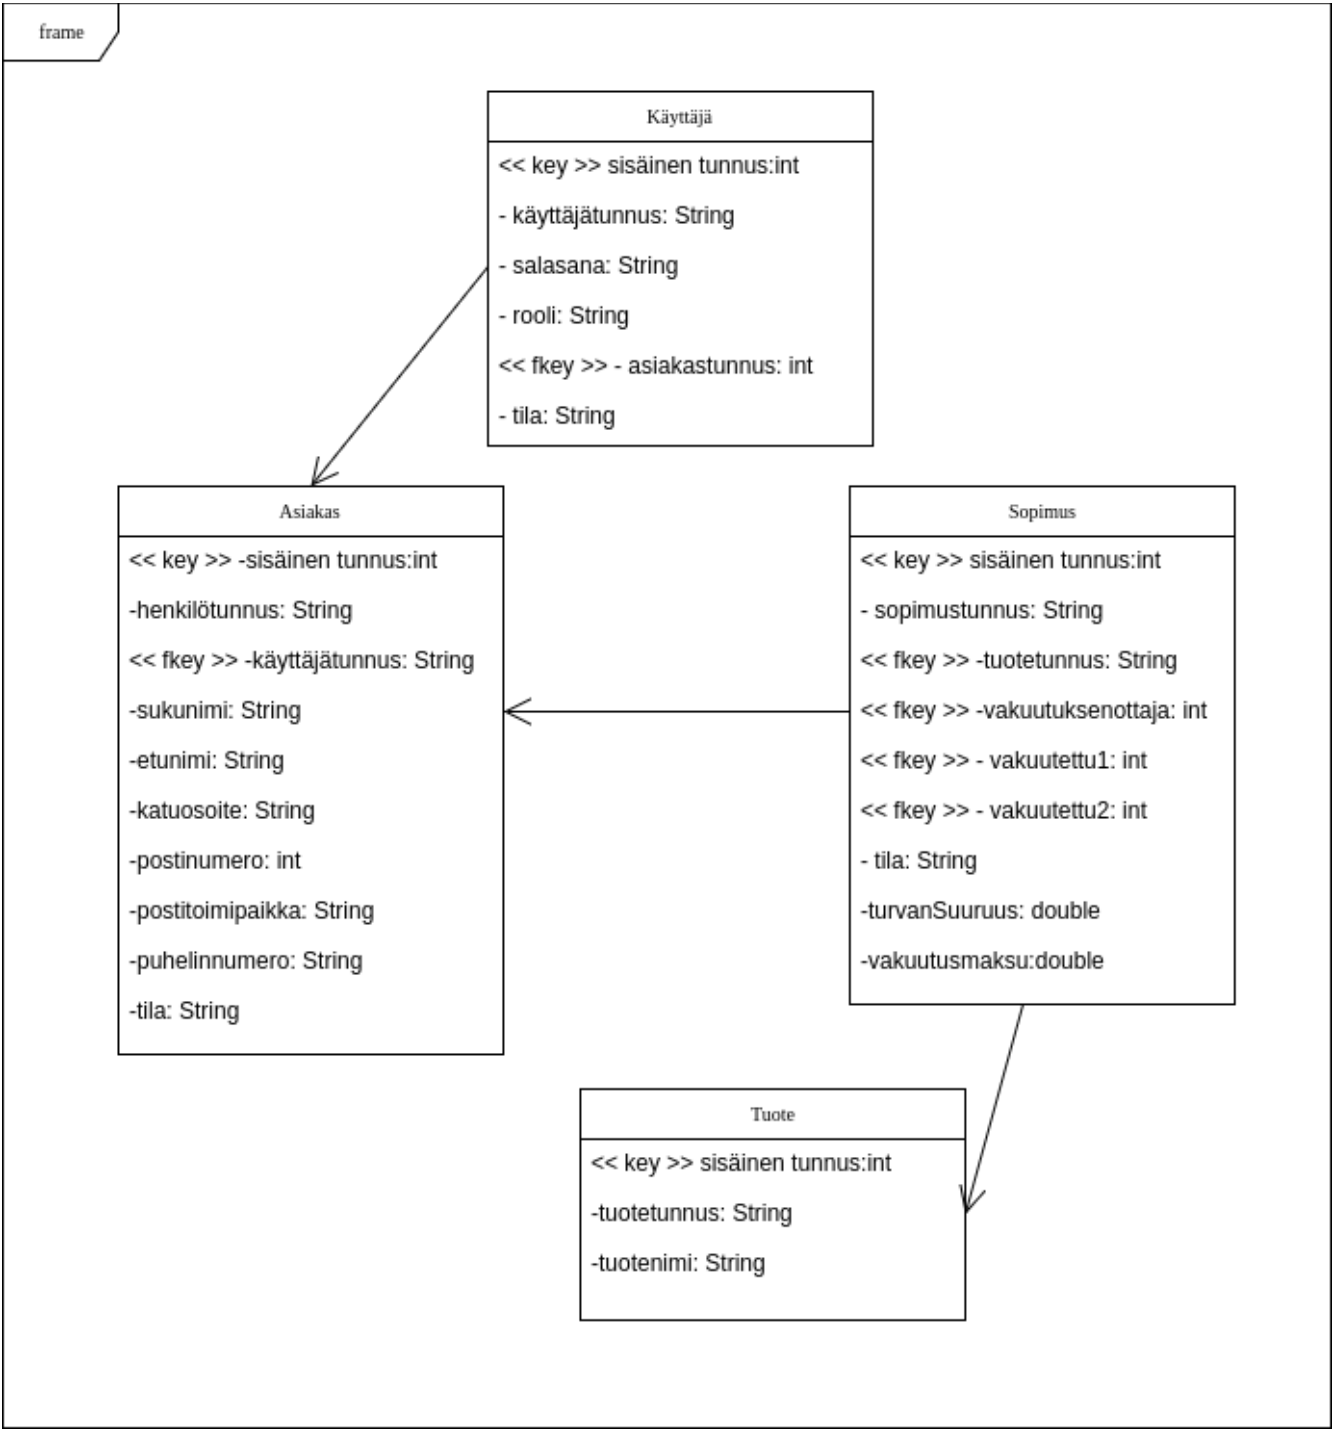 frame
Käyttäjä
<< key >> sisäinen tunnus:int
- käyttäjätunnus: String
- salasana: String
- rooli: String
<< fkey >> - asiakastunnus: int
- tila: String
Asiakas
<< key >> -sisäinen tunnus:int
-henkilötunnus: String
<< fkey >> -käyttäjätunnus: String
-sukunimi: String
-etunimi: String
-katuosoite: String
-postinumero: int
-postitoimipaikka: String
-puhelinnumero: String
-tila: String
Sopimus
<< key >> sisäinen tunnus:int
- sopimustunnus: String
<< fkey >> -tuotetunnus: String
<< fkey >> -vakuutuksenottaja: int
<< fkey >> - vakuutettu1: int
<< fkey >> - vakuutettu2: int
- tila: String
-turvanSuuruus: double
-vakuutusmaksu:double
Tuote
<< key >> sisäinen tunnus:int
-tuotetunnus: String
-tuotenimi: String